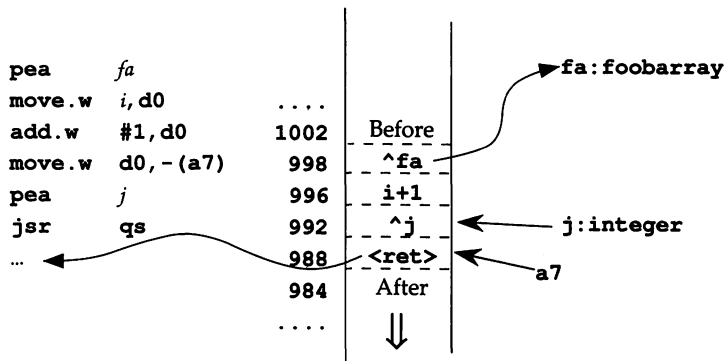 pea fa fa:foobarray
move.w i,d0 ....
add.w #1,d0 1002 Before
move.w d0,-(a7) 998 ^fa
pea j 996 i+1
jsr qs 992 ^j j:integer
… 988 <ret> a7
984 After
....